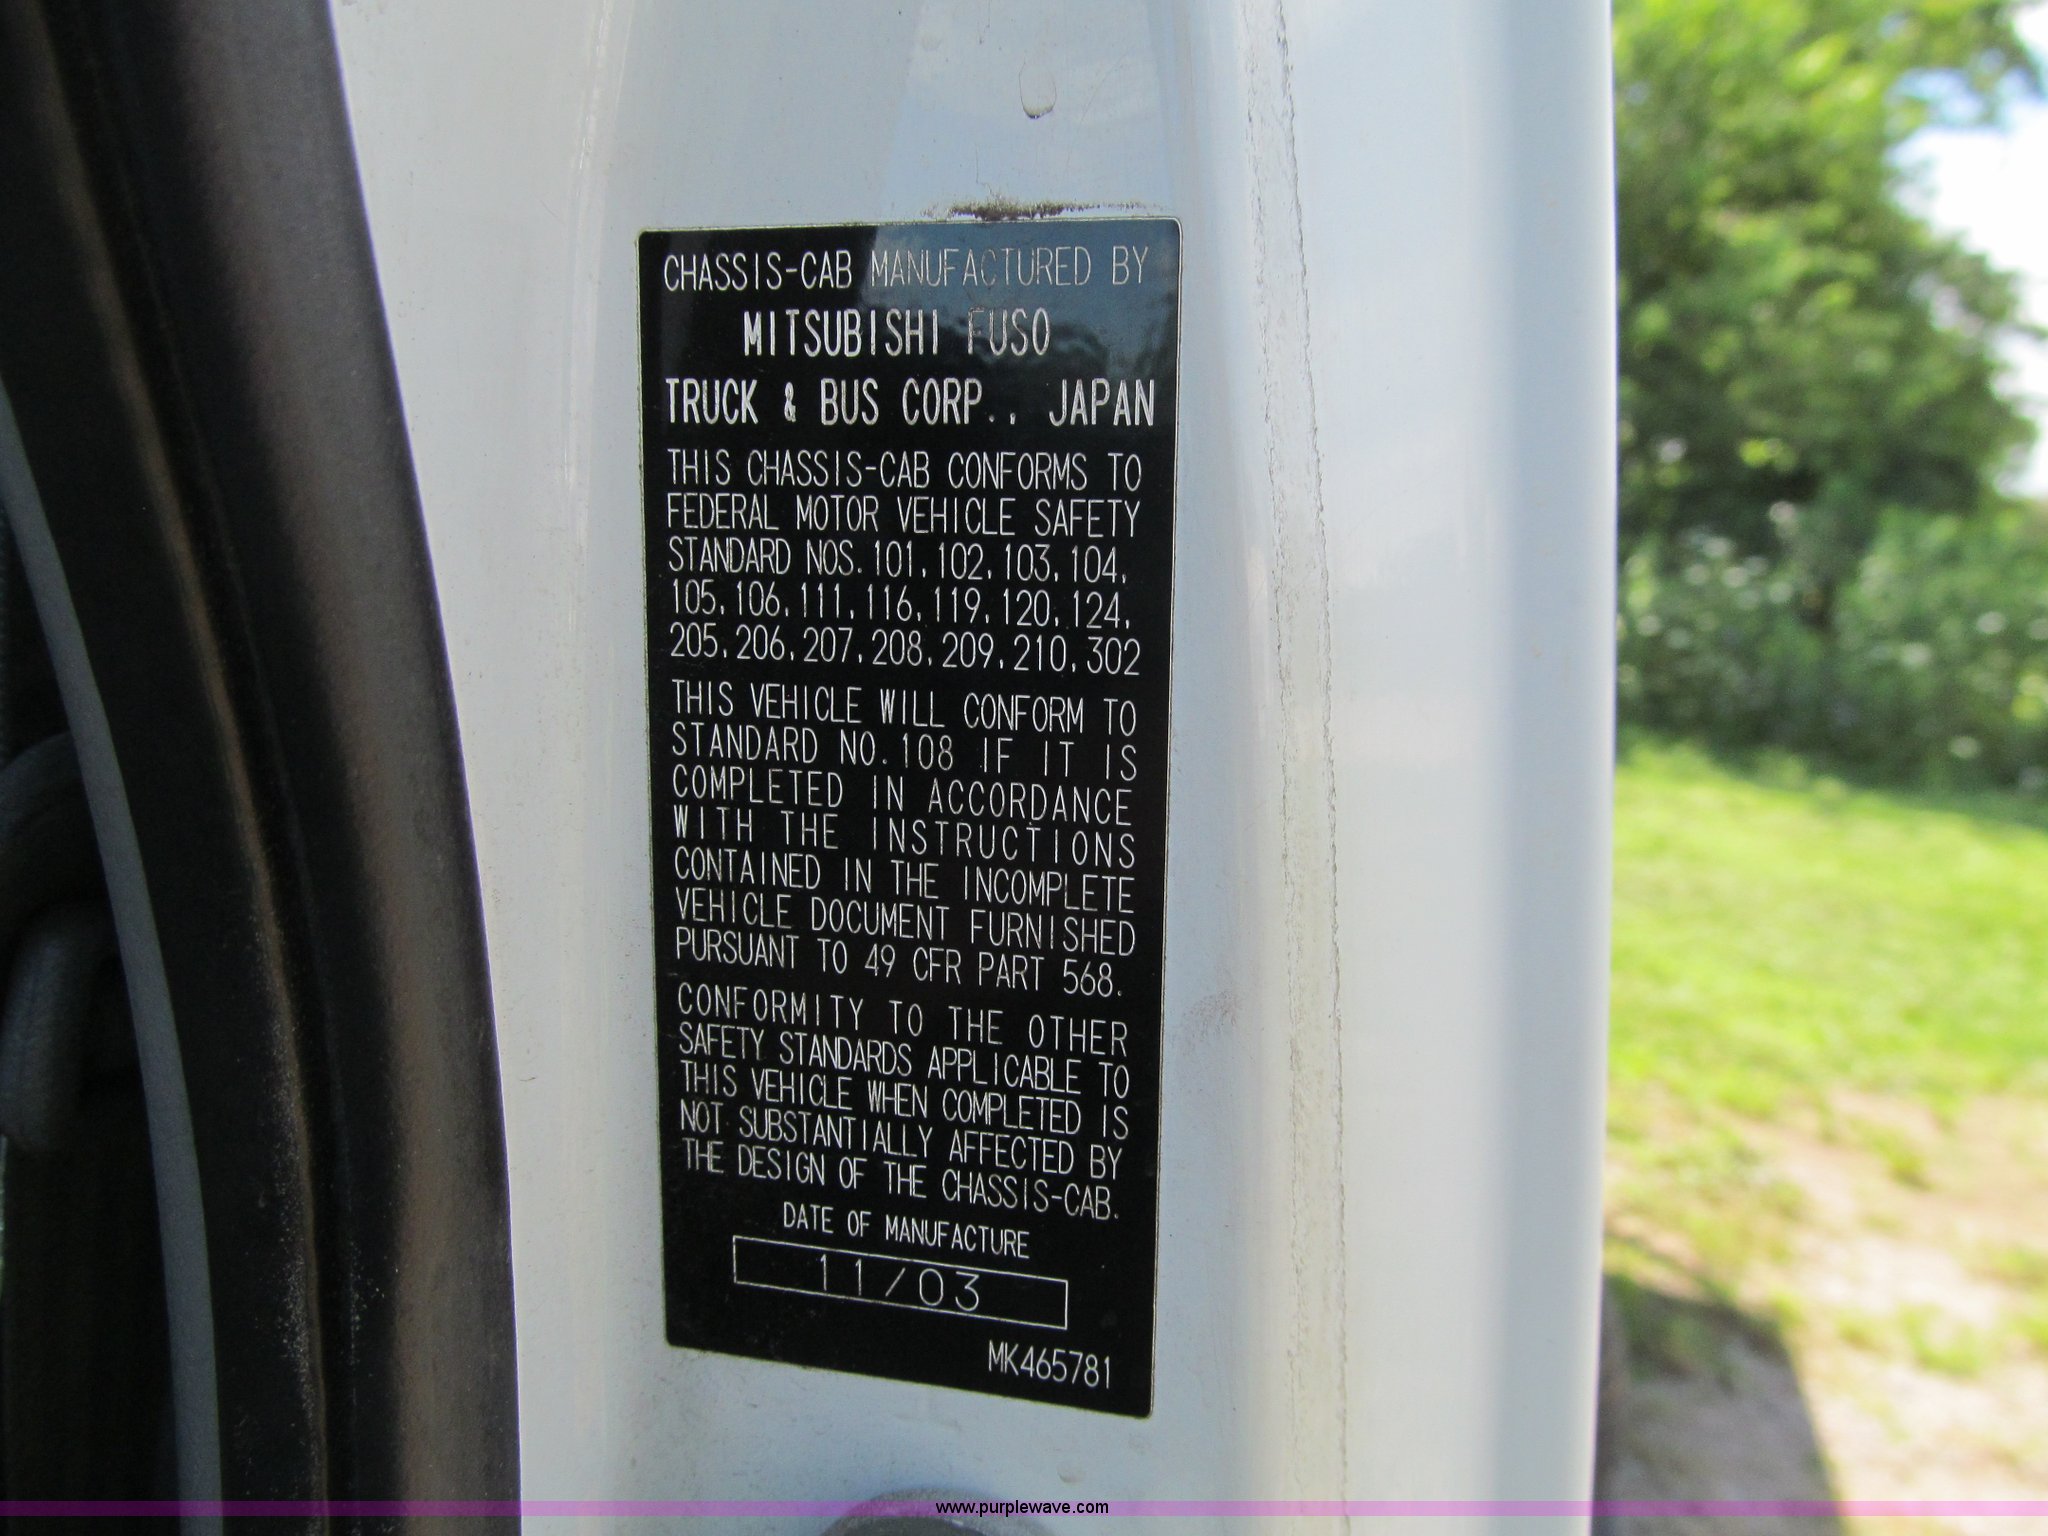 CHASSIS-CAB MANUFACTURED BY
MITSUBISHI FUSO
TRUCK & BUS CORP., JAPAN
THIS CHASSIS-CAB CONFORMS TO
FEDERAL MOTOR VEHICLE SAFETY
STANDARD NOS. 101, 102, 103, 104,
105, 106, 111, 116, 119, 120, 124,
205, 206, 207, 208, 209, 210, 302
THIS VEHICLE WILL CONFORM TO
STANDARD NO. 108 IF IT IS
COMPLETED IN ACCORDANCE
WITH THE INSTRUCTIONS
CONTAINED IN THE INCOMPLETE
VEHICLE DOCUMENT FURNISHED
PURSUANT TO 49 CFR PART 568.
CONFORMITY TO THE OTHER
SAFETY STANDARDS APPLICABLE TO
THIS VEHICLE WHEN COMPLETED IS
NOT SUBSTANTIALLY AFFECTED BY
THE DESIGN OF THE CHASSIS-CAB.
DATE OF MANUFACTURE
11/03
MK465781
www.purplewave.com